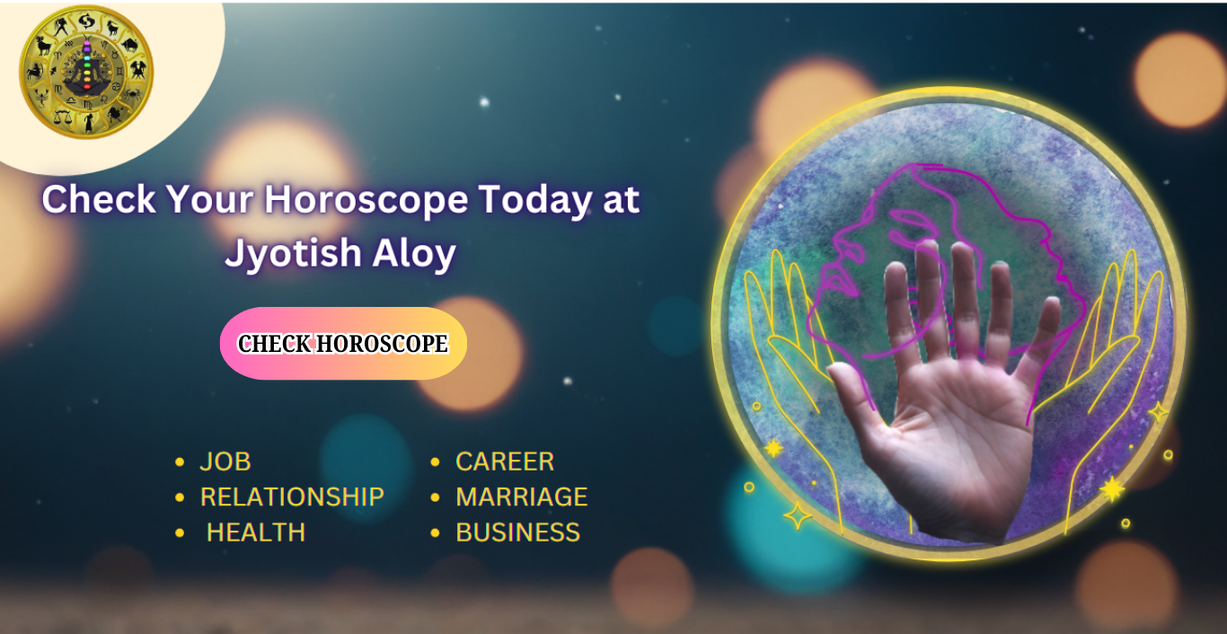 Check Your Horoscope Today at
Jyotish Aloy
CHECK HOROSCOPE
JOB
RELATIONSHIP
HEALTH
CAREER
MARRIAGE
BUSINESS